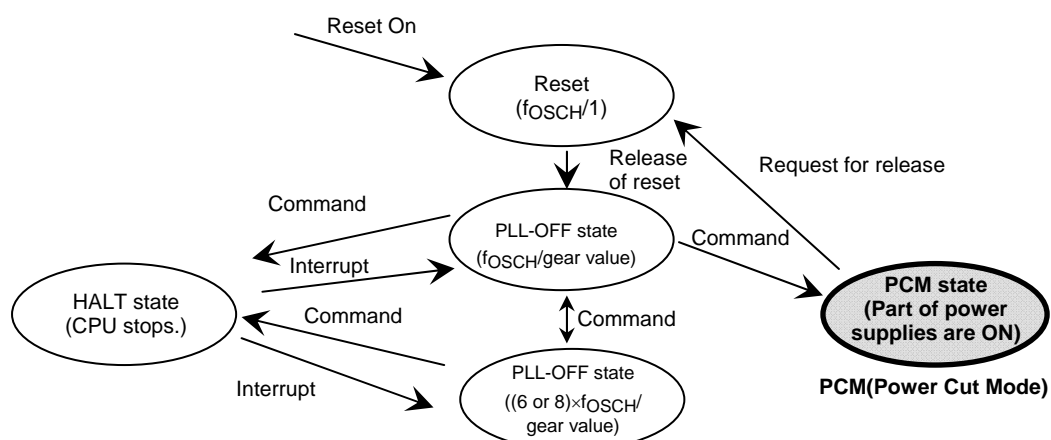 Reset On
Reset
(fOSCH/1)
Release
of reset
Request for release
Command
PLL-OFF state
(fOSCH/gear value)
Command
Interrupt
HALT state
(CPU stops.)
Command
Command
PCM state
(Part of power
supplies are ON)
Interrupt
PLL-OFF state
((6 or 8)×fOSCH/
gear value)
PCM(Power Cut Mode)